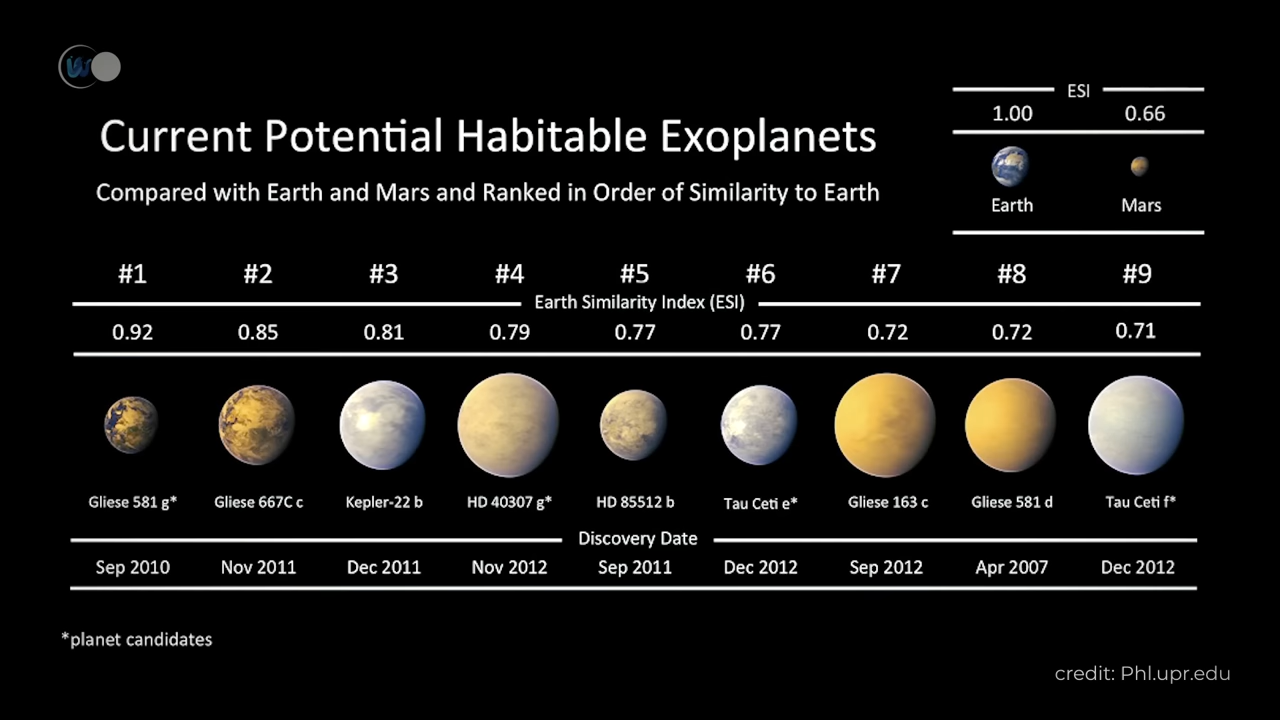 ESI
1.00 0.66
Current Potential Habitable Exoplanets
Compared with Earth and Mars and Ranked in Order of Similarity to Earth
Earth Mars
#1 #2 #3 #4 #5 #6 #7 #8 #9
Earth Similarity Index (ESI)
0.92 0.85 0.81 0.79 0.77 0.77 0.72 0.72 0.71
Gliese 581 g* Gliese 667C c Kepler-22 b HD 40307 g* HD 85512 b Tau Ceti e* Gliese 163 c Gliese 581 d Tau Ceti f*
Discovery Date
Sep 2010 Nov 2011 Dec 2011 Nov 2012 Sep 2011 Dec 2012 Sep 2012 Apr 2007 Dec 2012
*planet candidates
credit: Phl.upr.edu